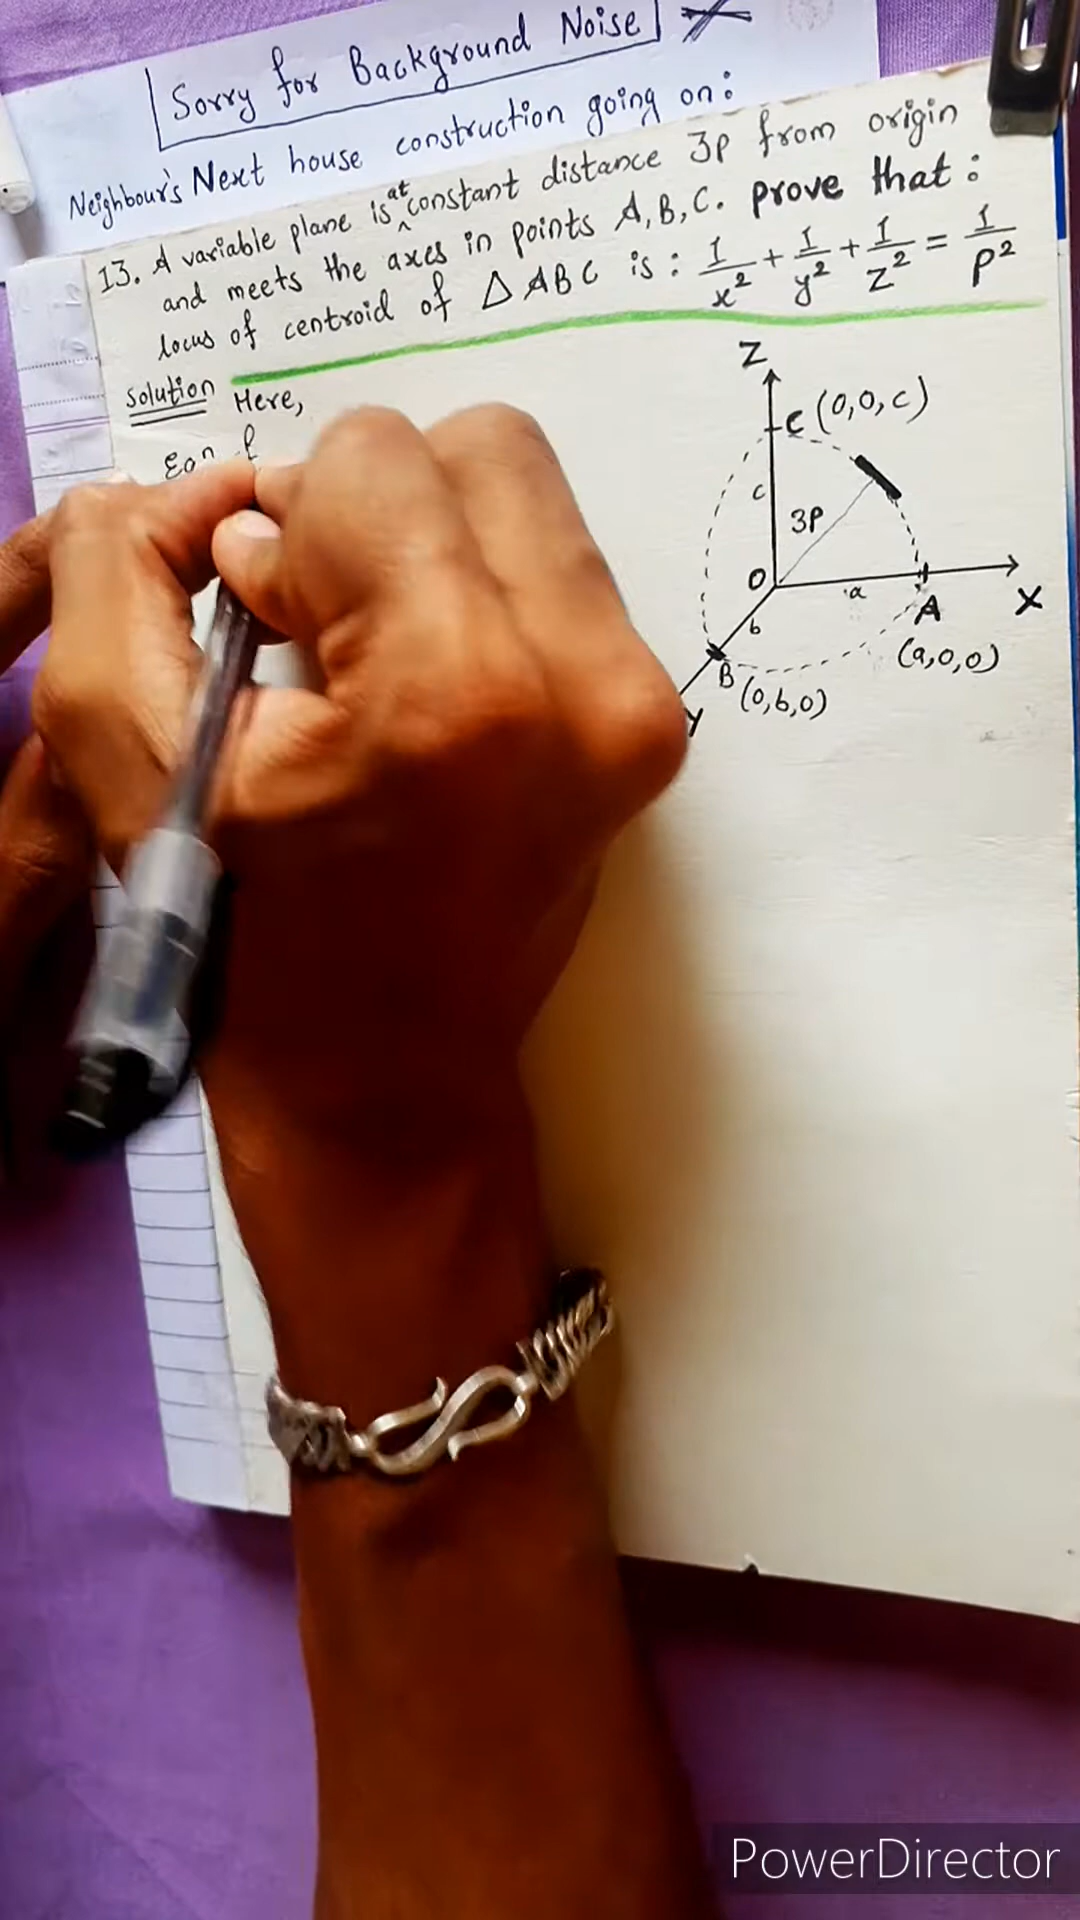 Sorry for Background Noise
Neighbour's Next house construction going on:
13. A variable plane is at constant distance 3P from origin
and meets the axes in points A, B, C. prove that:
locus of centroid of △ ABC is: 1/x² + 1/y² + 1/z² = 1/p²
Solution Here,
Eqn
Z
C (0,0,c)
c
3P
O
a
X
b
A
(a,0,0)
B
(0,b,0)
Y
PowerDirector